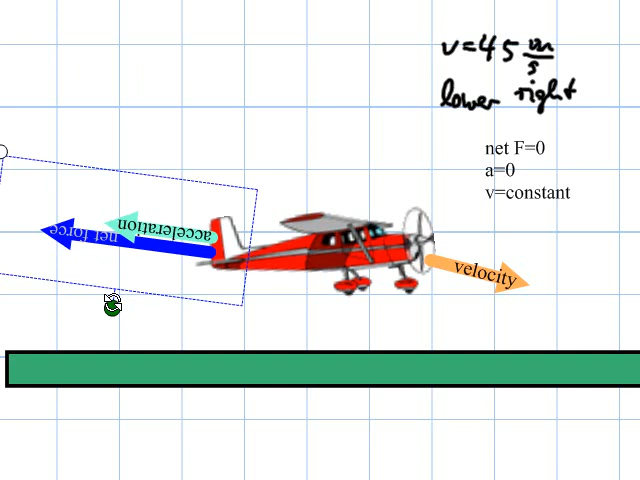 v=45 m/s
lower right
net F=0
a=0
v=constant
acceleration
net force
velocity